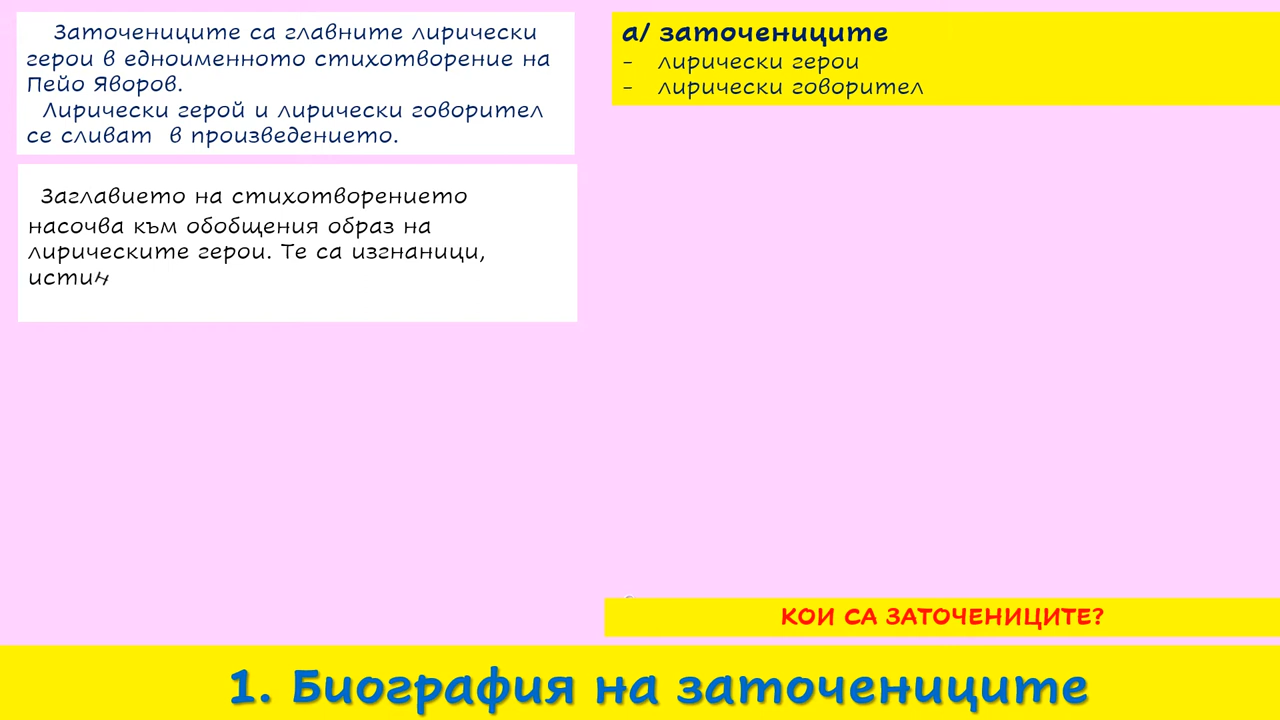 Заточениците са главните лирически
герои в едноименното стихотворение на
Пейо Яворов.
Лирически герой и лирически говорител
се сливат в произведението.
Заглавието на стихотворението
насочва към обобщения образ на
лирическите герои. Те са изгнаници,
истин
а/ заточениците
- лирически герои
- лирически говорител
КОИ СА ЗАТОЧЕНИЦИТЕ?
1. Биография на заточениците